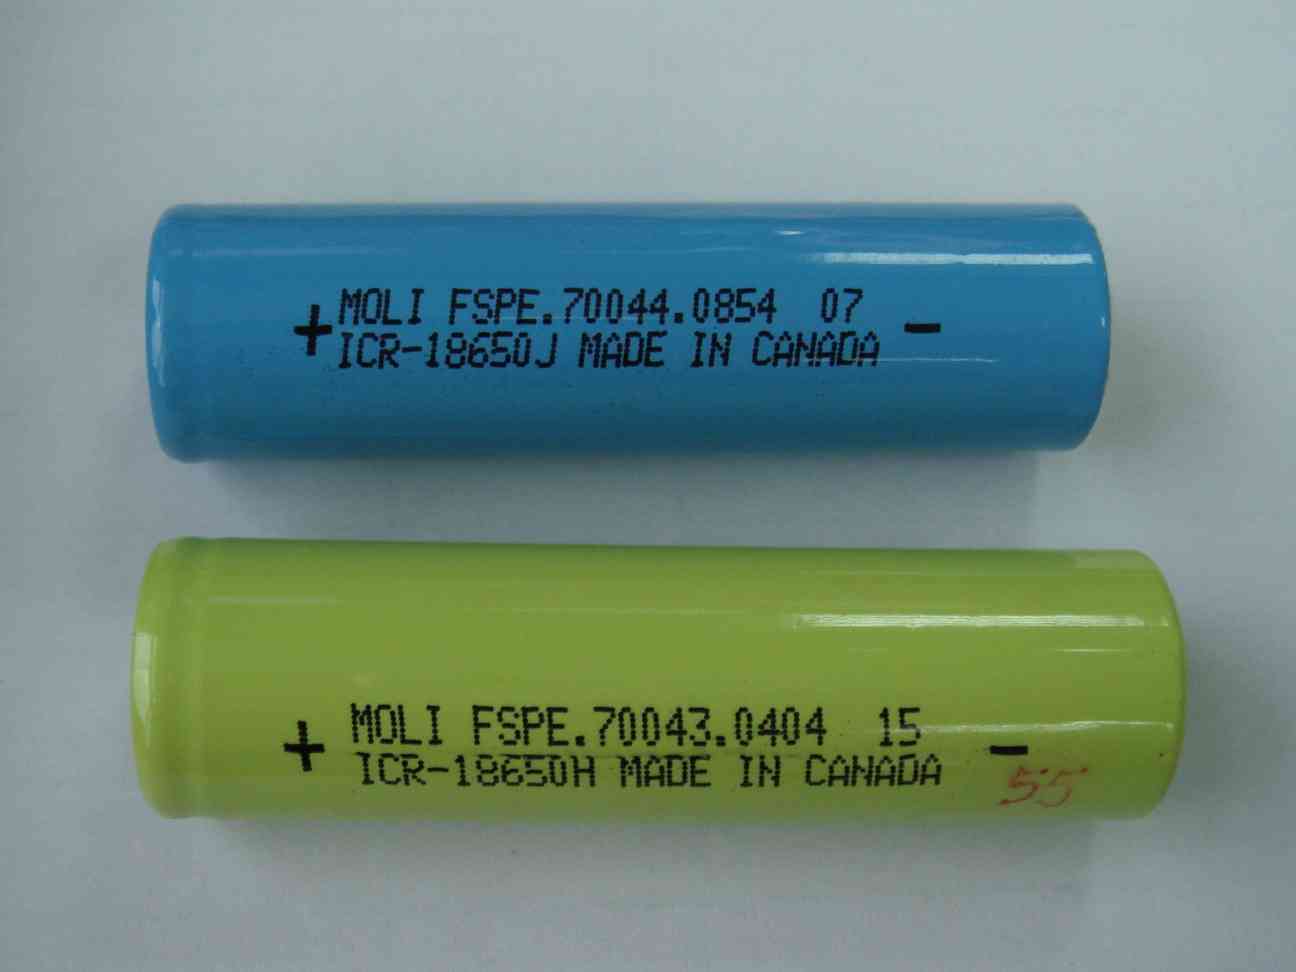 + MOLI FSPE.70044.0854 07 -
ICR-18650J MADE IN CANADA
+ MOLI FSPE.70043.0404 15 -
ICR-18650H MADE IN CANADA
55